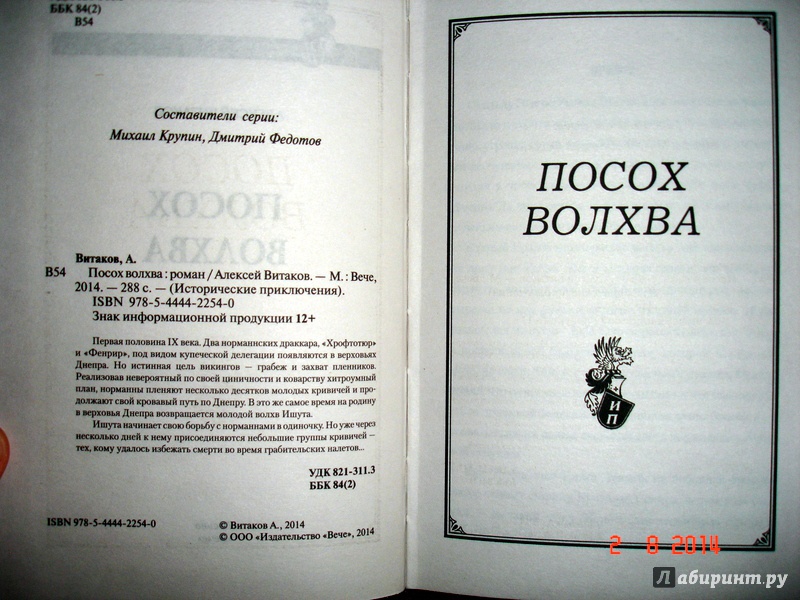 ББК 84(2)
В54
Составители серии:
Михаил Крупин, Дмитрий Федотов
Витаков, А.
В54 Посох волхва : роман / Алексей Витаков. — М. : Вече,
2014. — 288 с. — (Исторические приключения).
ISBN 978-5-4444-2254-0
Знак информационной продукции 12+
Первая половина IX века. Два норманнских драккара, «Хрофтотюр»
и «Фенрир», под видом купеческой делегации появляются в верховьях
Днепра. Но истинная цель викингов — грабеж и захват пленников.
Реализовав невероятный по своей циничности и коварству хитроумный
план, норманны пленяют несколько десятков молодых кривичей и про-
должают свой кровавый путь по Днепру. В это же самое время на родину
в верховья Днепра возвращается молодой волхв Ишута.
Ишута начинает свою борьбу с норманнами в одиночку. Но уже через
несколько дней к нему присоединяются небольшие группы кривичей –
тех, кому удалось избежать смерти во время грабительских налетов...
УДК 821-311.3
ББК 84(2)
ISBN 978-5-4444-2254-0
© Витаков А., 2014
© ООО «Издательство «Вече», 2014
ПОСОХ
ВОЛХВА
И
П
2 8 2014
Лабиринт.ру